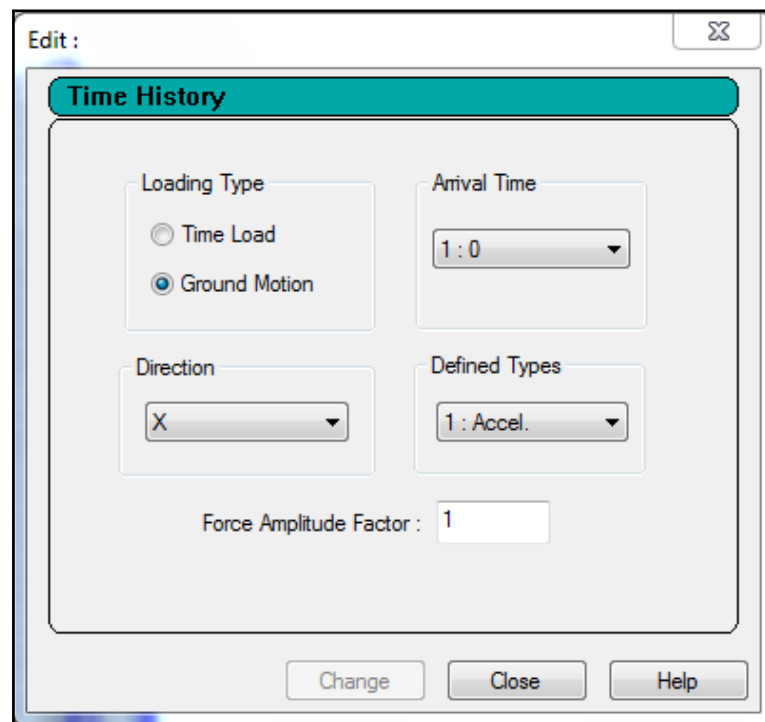 Edit :
Time History
Loading Type
Arrival Time
Time Load
1 : 0
Ground Motion
Direction
Defined Types
X
1 : Accel.
Force Amplitude Factor : 1
Change
Close
Help